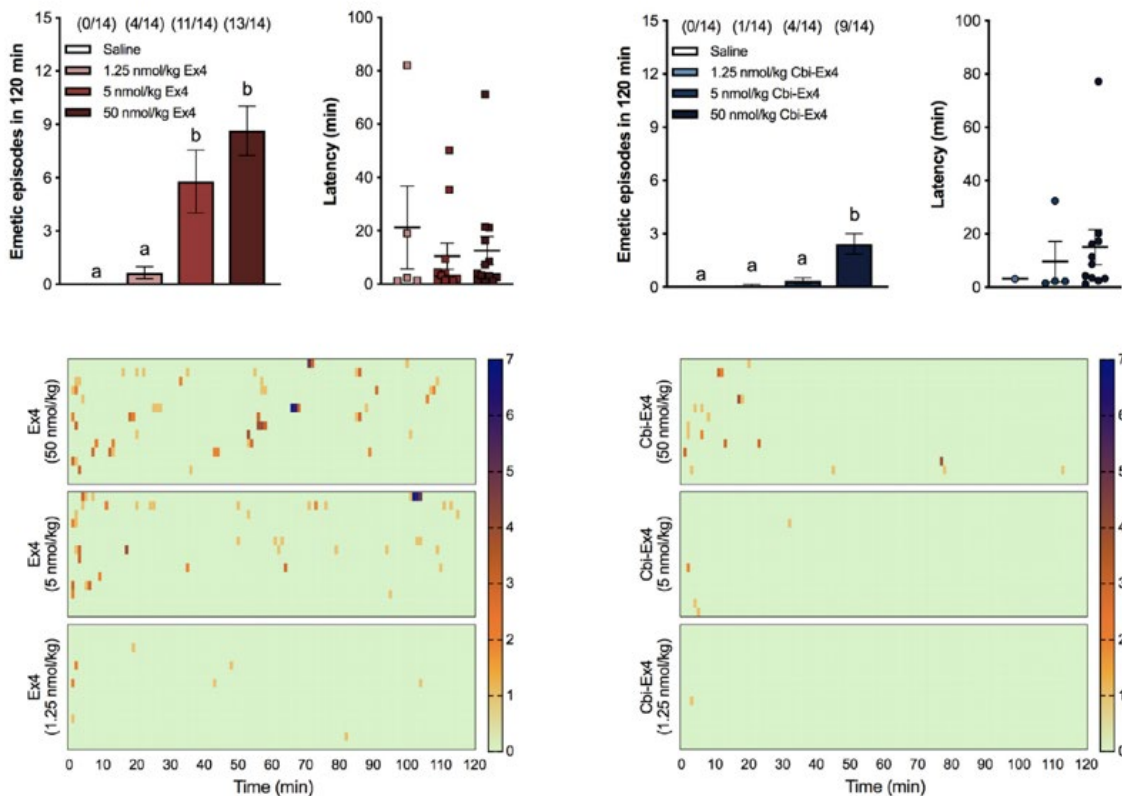 (0/14) (4/14) (11/14) (13/14)
Emetic episodes in 120 min
15
12
9
6
3
0
Saline
1.25 nmol/kg Ex4
5 nmol/kg Ex4
50 nmol/kg Ex4
a
a
b
b
Latency (min)
100
80
60
40
20
0
(0/14) (1/14) (4/14) (9/14)
Emetic episodes in 120 min
15
12
9
6
3
0
Saline
1.25 nmol/kg Cbi-Ex4
5 nmol/kg Cbi-Ex4
50 nmol/kg Cbi-Ex4
a
a
a
b
Latency (min)
100
80
60
40
20
0
Ex4
(50 nmol/kg)
Ex4
(5 nmol/kg)
Ex4
(1.25 nmol/kg)
0 10 20 30 40 50 60 70 80 90 100 110 120
Time (min)
7
6
5
4
3
2
1
0
Cbi-Ex4
(50 nmol/kg)
Cbi-Ex4
(5 nmol/kg)
Cbi-Ex4
(1.25 nmol/kg)
0 10 20 30 40 50 60 70 80 90 100 110 120
Time (min)
7
6
5
4
3
2
1
0